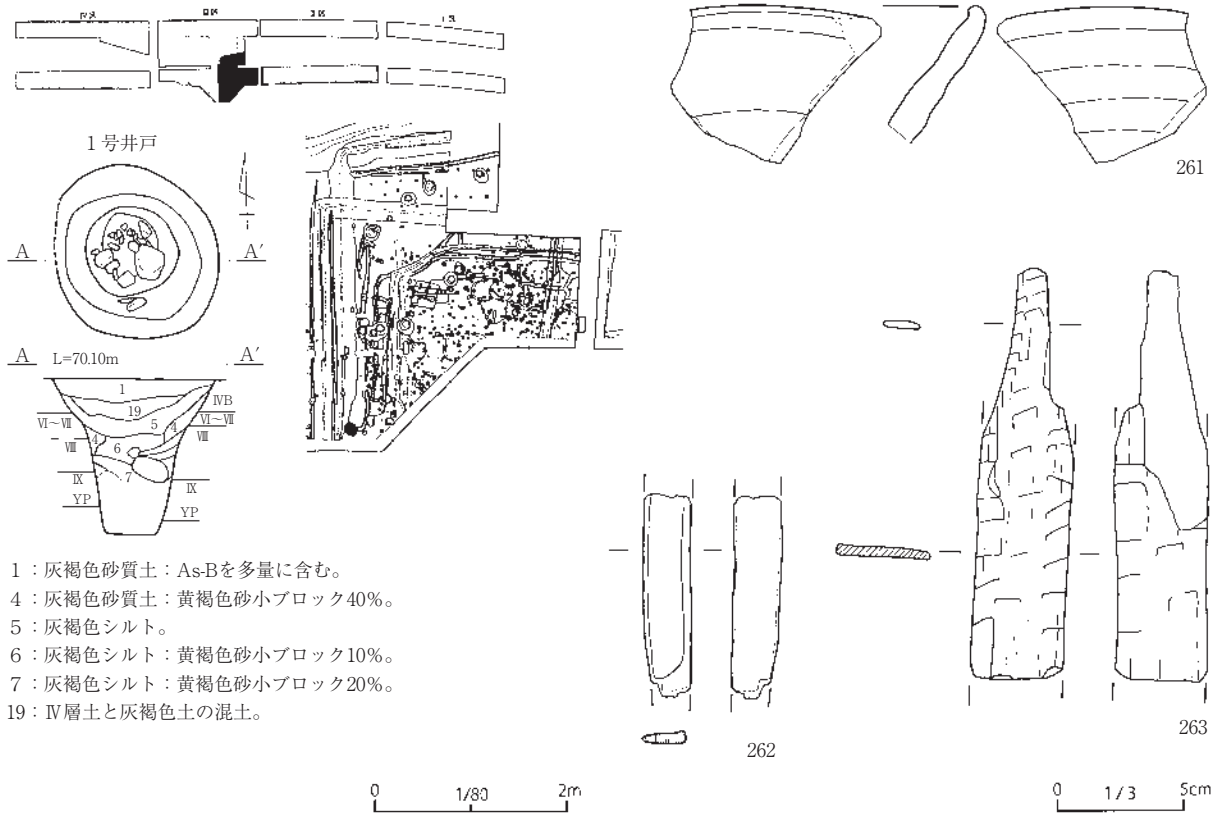 1号井戸
261
A A′
A L=70.10m A′
1
ⅣB
19
Ⅵ~Ⅶ 5 4 Ⅵ~Ⅶ
Ⅷ 4 6 Ⅷ
7
Ⅸ Ⅸ
YP YP
1：灰褐色砂質土：As-Bを多量に含む。
4：灰褐色砂質土：黄褐色砂小ブロック40%。
5：灰褐色シルト。
6：灰褐色シルト：黄褐色砂小ブロック10%。
7：灰褐色シルト：黄褐色砂小ブロック20%。
19：Ⅳ層土と灰褐色土の混土。
262
263
0 1/80 2m
0 1/3 5cm